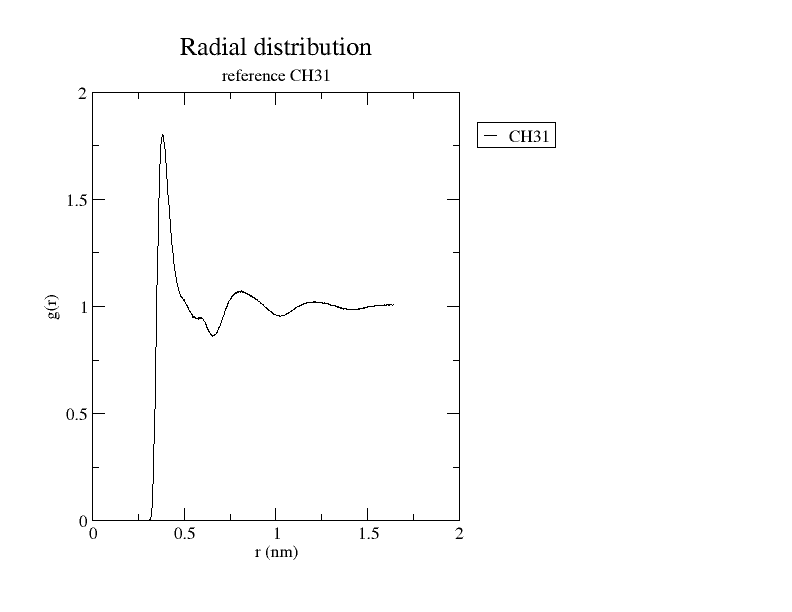 Radial distribution
reference CH31
2
CH31
1.5
g(r)
1
0.5
0
0 0.5 1 1.5 2
r (nm)